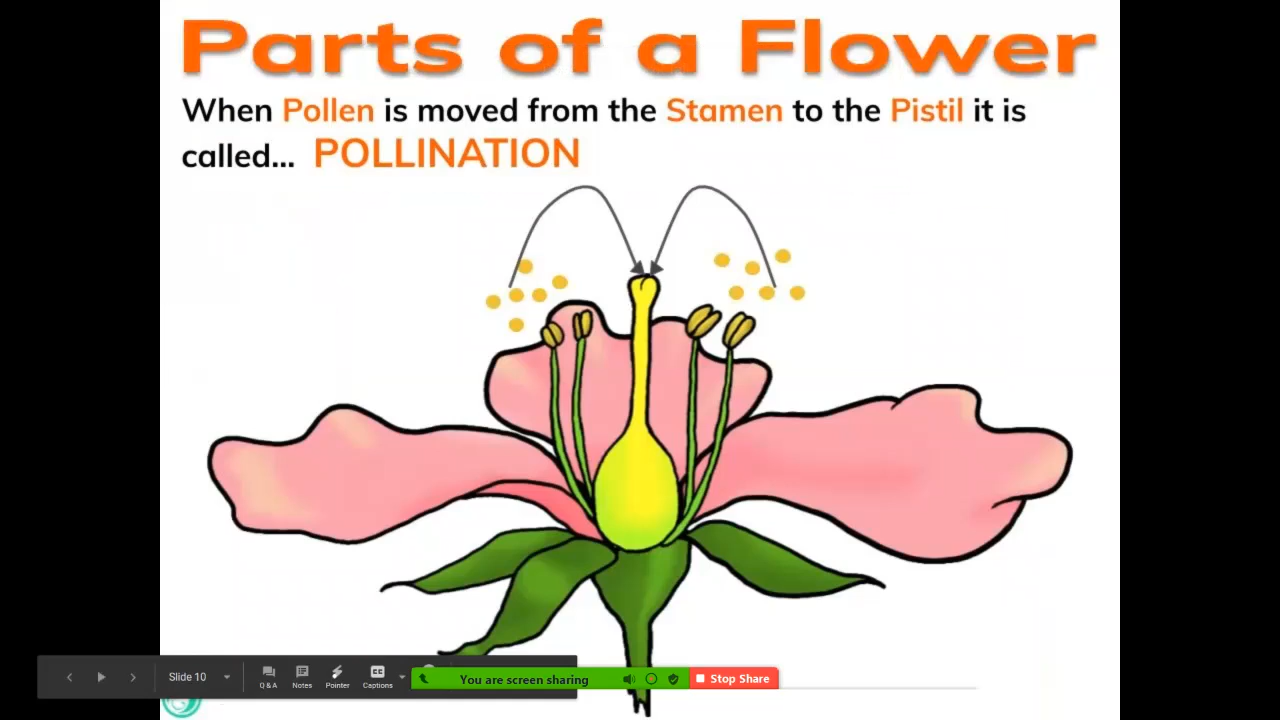 Parts of a Flower
When Pollen is moved from the Stamen to the Pistil it is
called... POLLINATION
Slide 10
Q & A
Notes
Pointer
CC
Captions
You are screen sharing
Stop Share